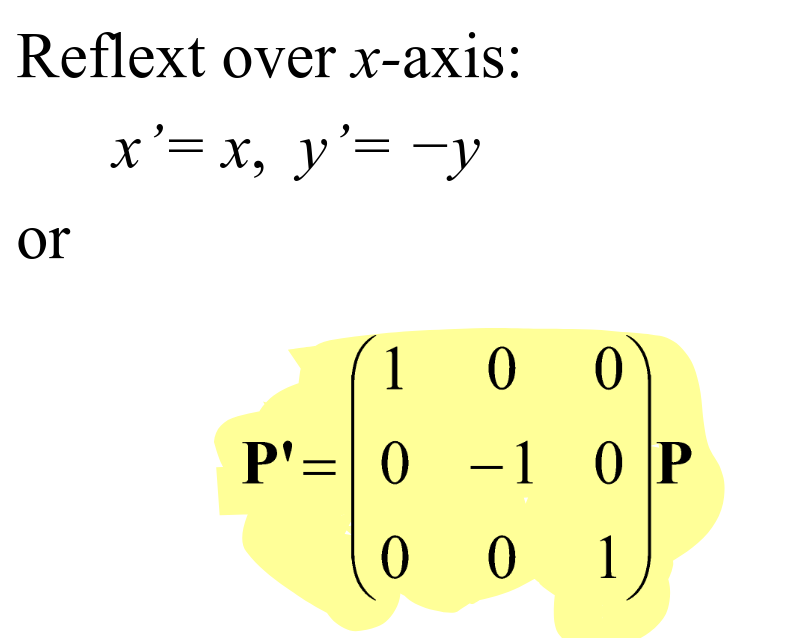 Reflext over x-axis:
x’= x, y’= −y
or
1 0 0
P'= 0 −1 0 P
0 0 1